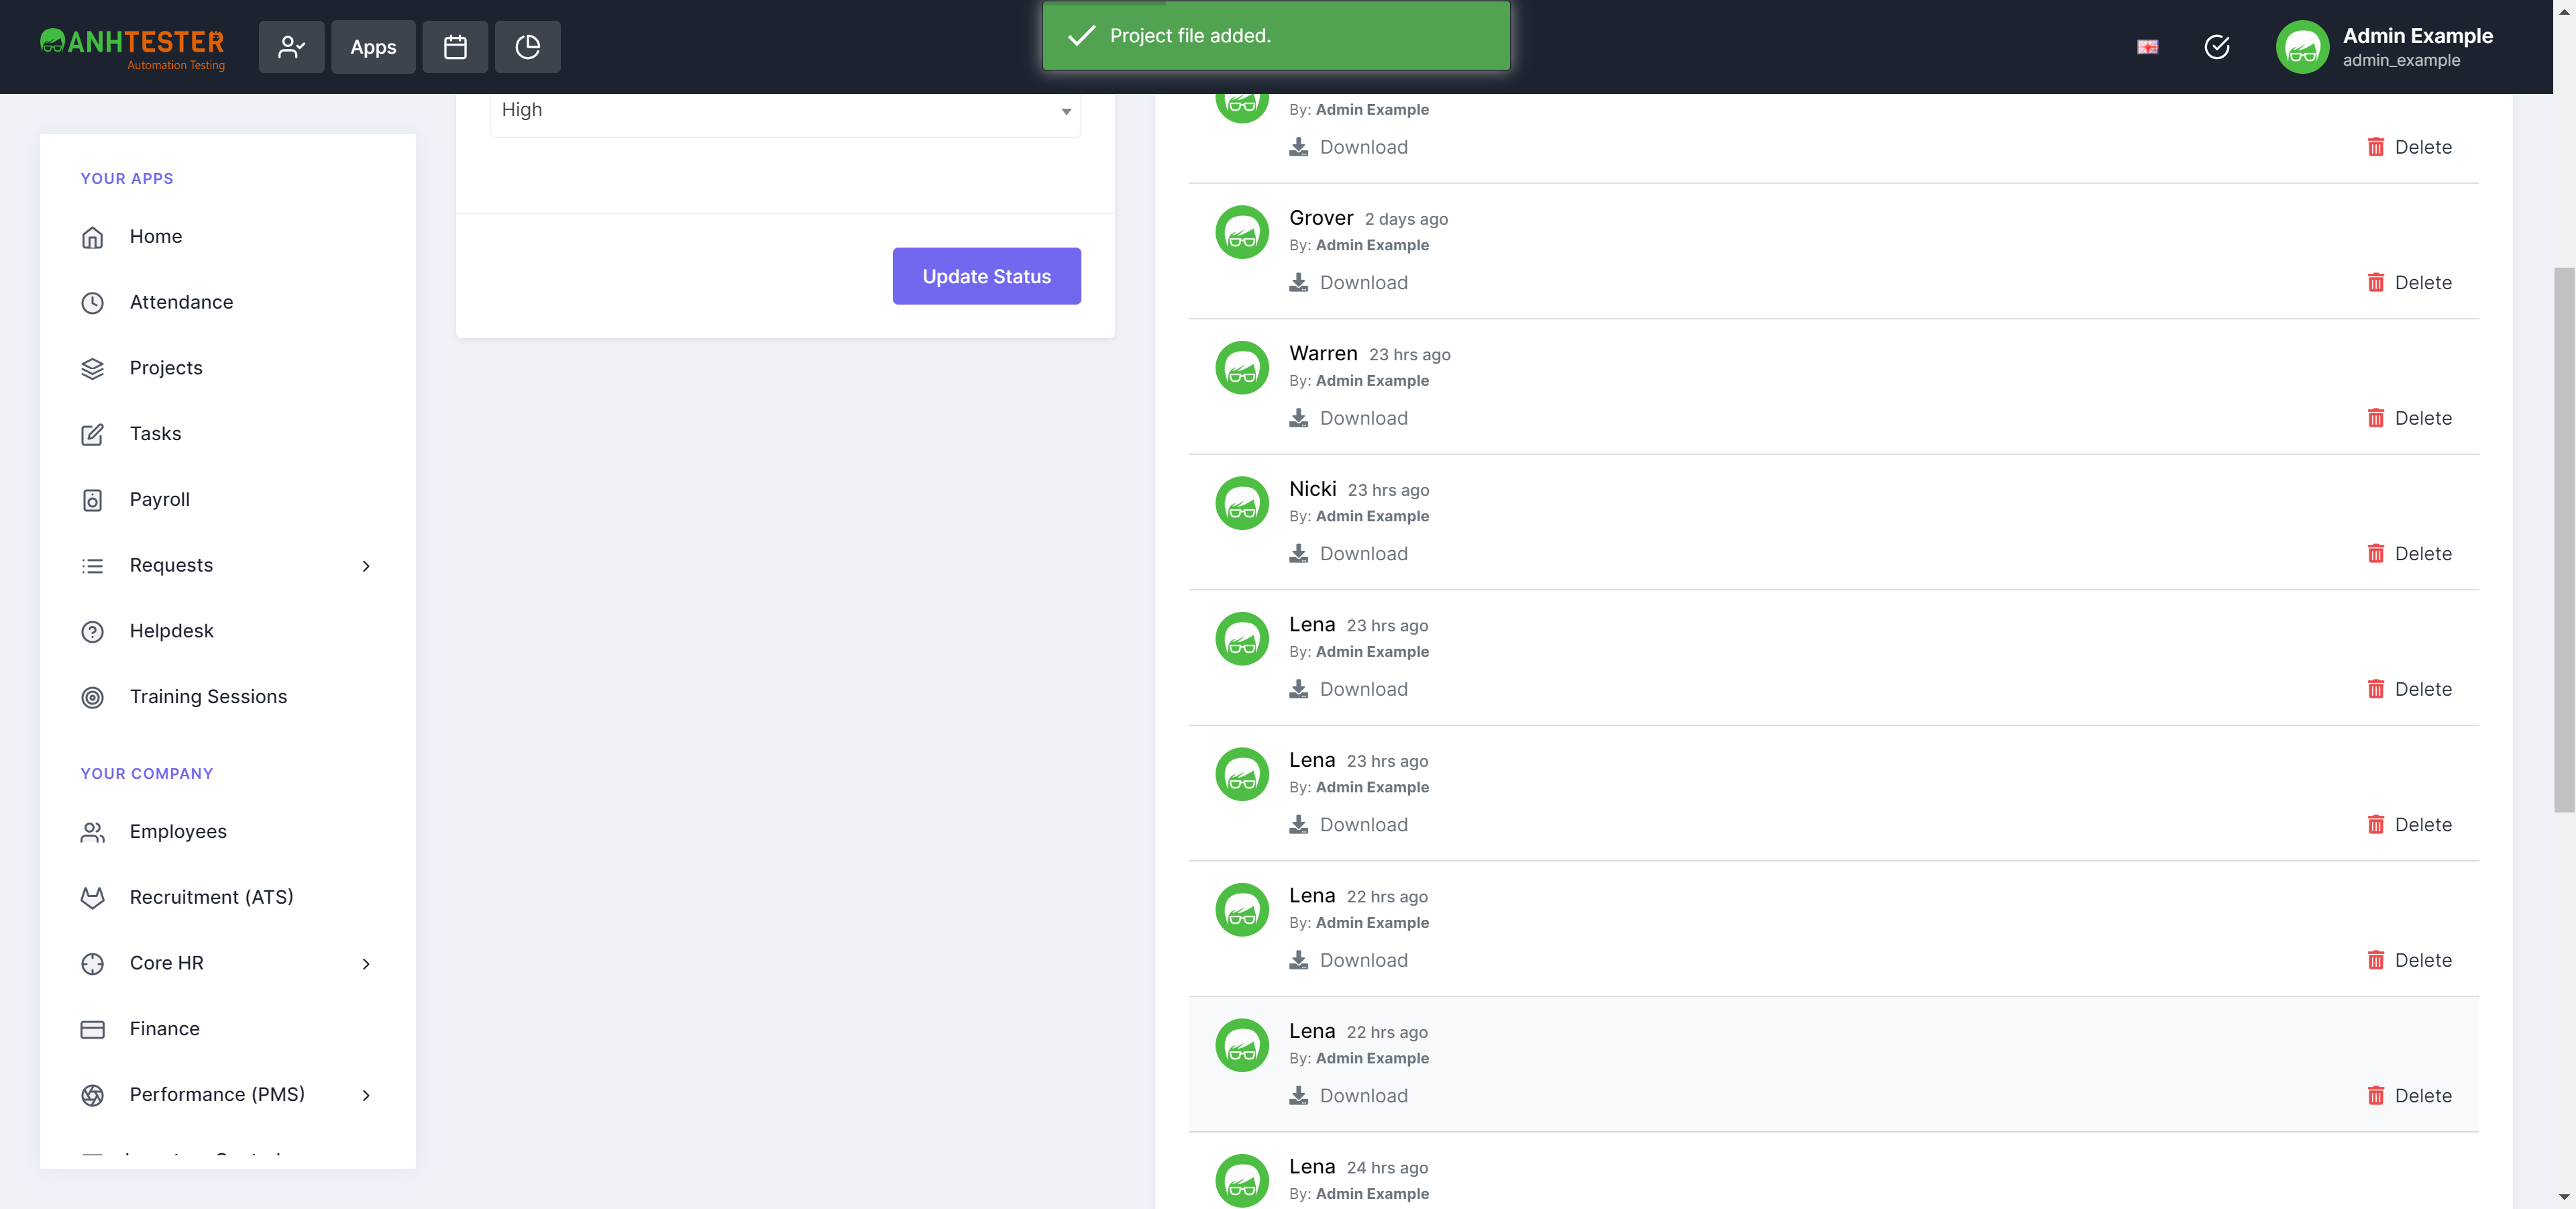 ANHTESTER
Automation Testing
Apps
Project file added.
Admin Example
admin_example
YOUR APPS
Home
Attendance
Projects
Tasks
Payroll
Requests
Helpdesk
Training Sessions
YOUR COMPANY
Employees
Recruitment (ATS)
Core HR
Finance
Performance (PMS)
High
Update Status
By: Admin Example
Download
Delete
Grover 2 days ago
By: Admin Example
Download
Delete
Warren 23 hrs ago
By: Admin Example
Download
Delete
Nicki 23 hrs ago
By: Admin Example
Download
Delete
Lena 23 hrs ago
By: Admin Example
Download
Delete
Lena 23 hrs ago
By: Admin Example
Download
Delete
Lena 22 hrs ago
By: Admin Example
Download
Delete
Lena 22 hrs ago
By: Admin Example
Download
Delete
Lena 24 hrs ago
By: Admin Example